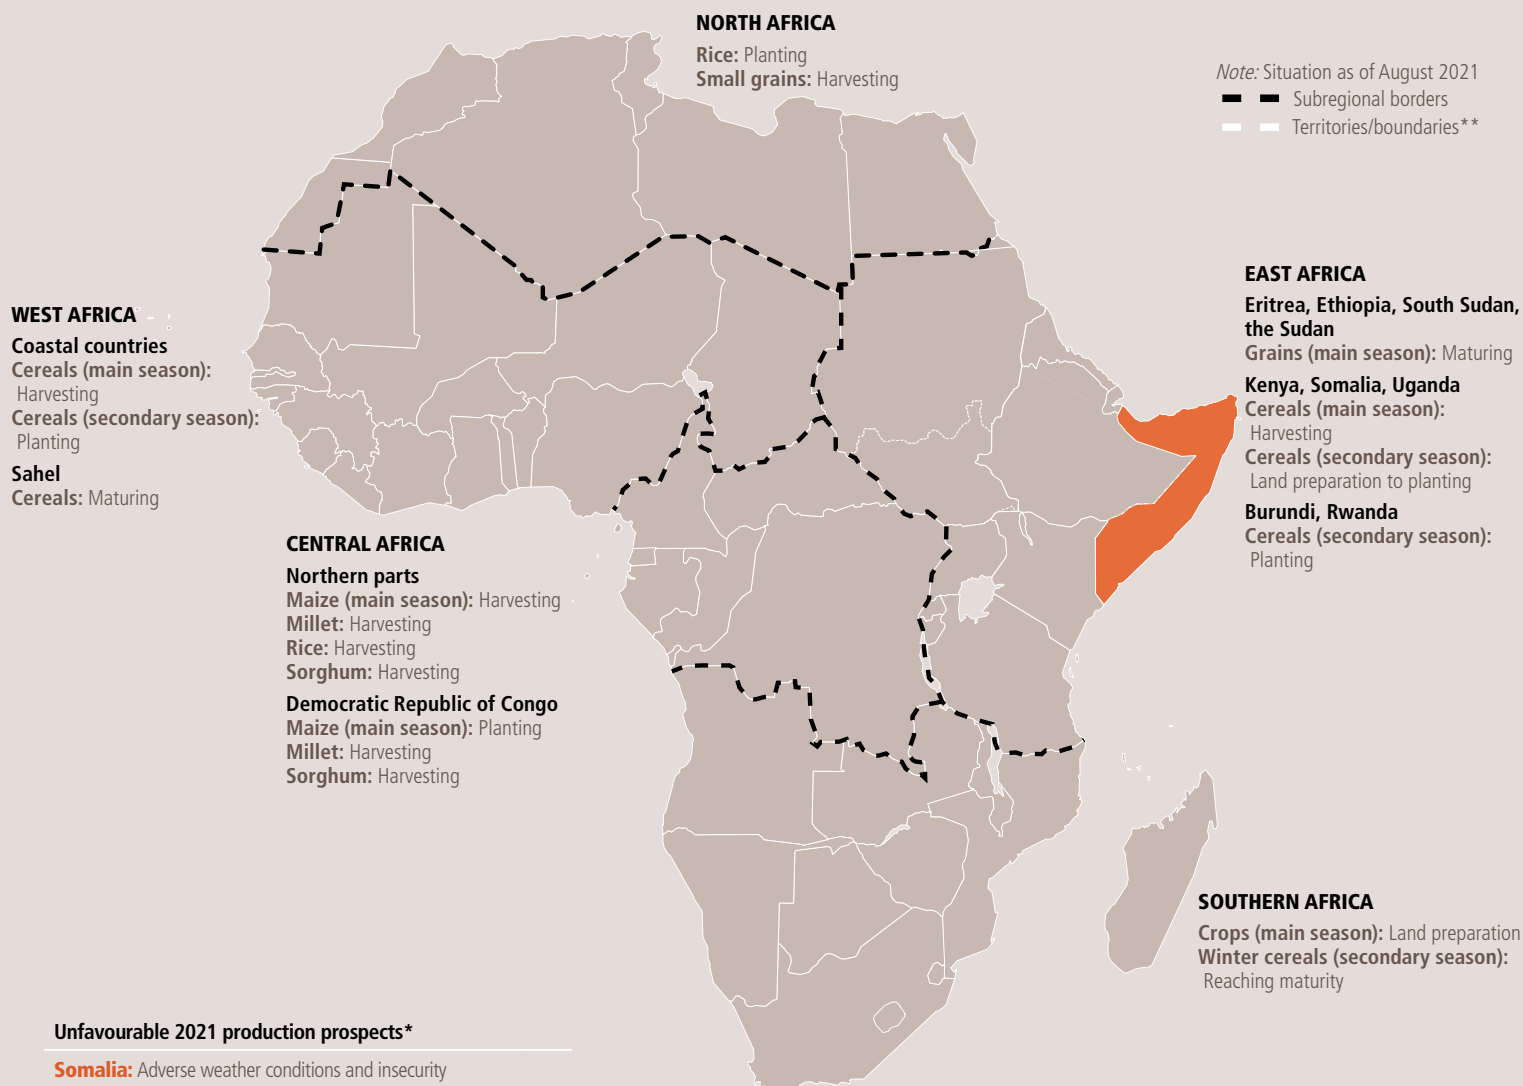 NORTH AFRICA
Rice: Planting
Small grains: Harvesting
Note: Situation as of August 2021
Subregional borders
Territories/boundaries**
WEST AFRICA
Coastal countries
Cereals (main season):
Harvesting
Cereals (secondary season):
Planting
Sahel
Cereals: Maturing
EAST AFRICA
Eritrea, Ethiopia, South Sudan,
the Sudan
Grains (main season): Maturing
Kenya, Somalia, Uganda
Cereals (main season):
Harvesting
Cereals (secondary season):
Land preparation to planting
Burundi, Rwanda
Cereals (secondary season):
Planting
CENTRAL AFRICA
Northern parts
Maize (main season): Harvesting
Millet: Harvesting
Rice: Harvesting
Sorghum: Harvesting
Democratic Republic of Congo
Maize (main season): Planting
Millet: Harvesting
Sorghum: Harvesting
SOUTHERN AFRICA
Crops (main season): Land preparation
Winter cereals (secondary season):
Reaching maturity
Unfavourable 2021 production prospects*
Somalia: Adverse weather conditions and insecurity